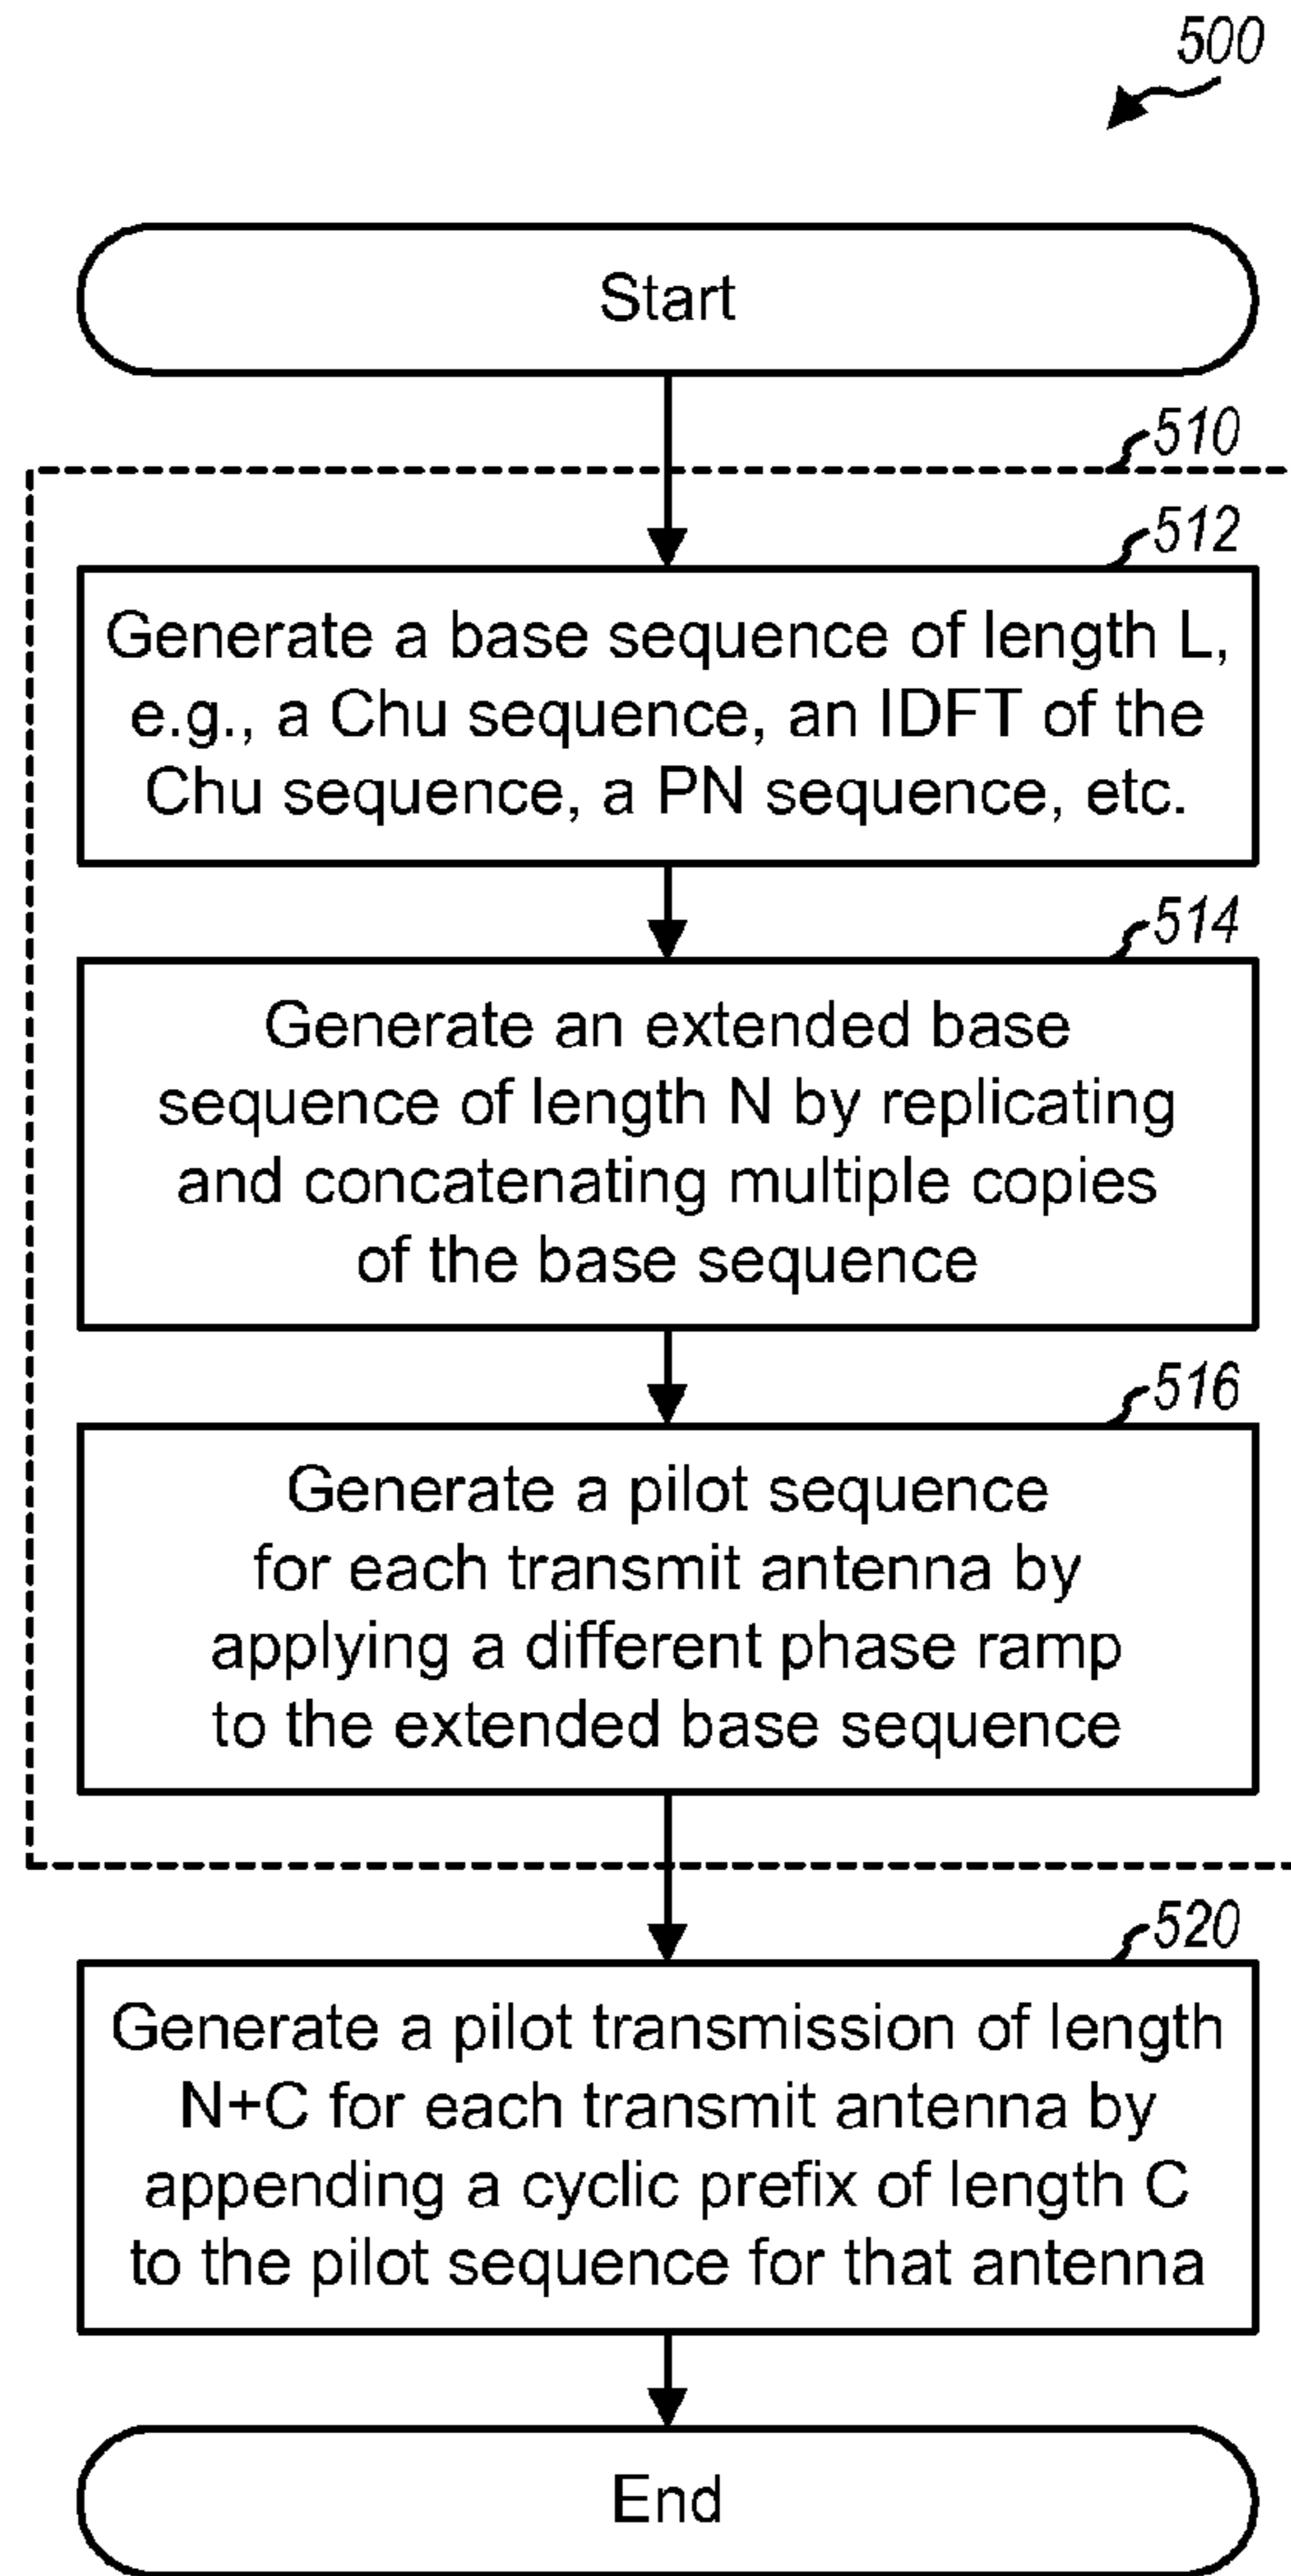 500
Start
510
512
Generate a base sequence of length L,
e.g., a Chu sequence, an IDFT of the
Chu sequence, a PN sequence, etc.
514
Generate an extended base
sequence of length N by replicating
and concatenating multiple copies
of the base sequence
516
Generate a pilot sequence
for each transmit antenna by
applying a different phase ramp
to the extended base sequence
520
Generate a pilot transmission of length
N+C for each transmit antenna by
appending a cyclic prefix of length C
to the pilot sequence for that antenna
End